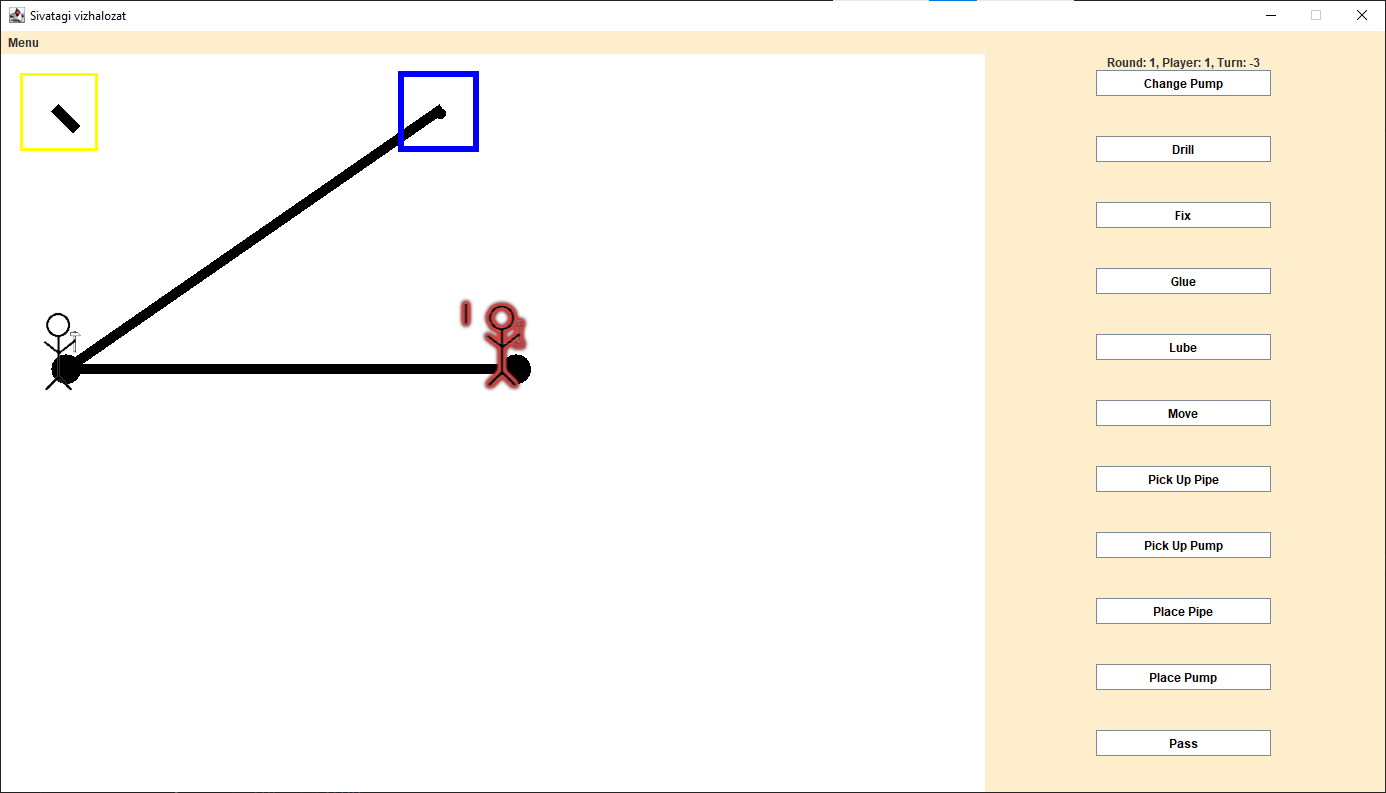 Sivatagi vizhalozat
Menu
Round: 1, Player: 1, Turn: -3
Change Pump
Drill
Fix
Glue
Lube
Move
Pick Up Pipe
Pick Up Pump
Place Pipe
Place Pump
Pass